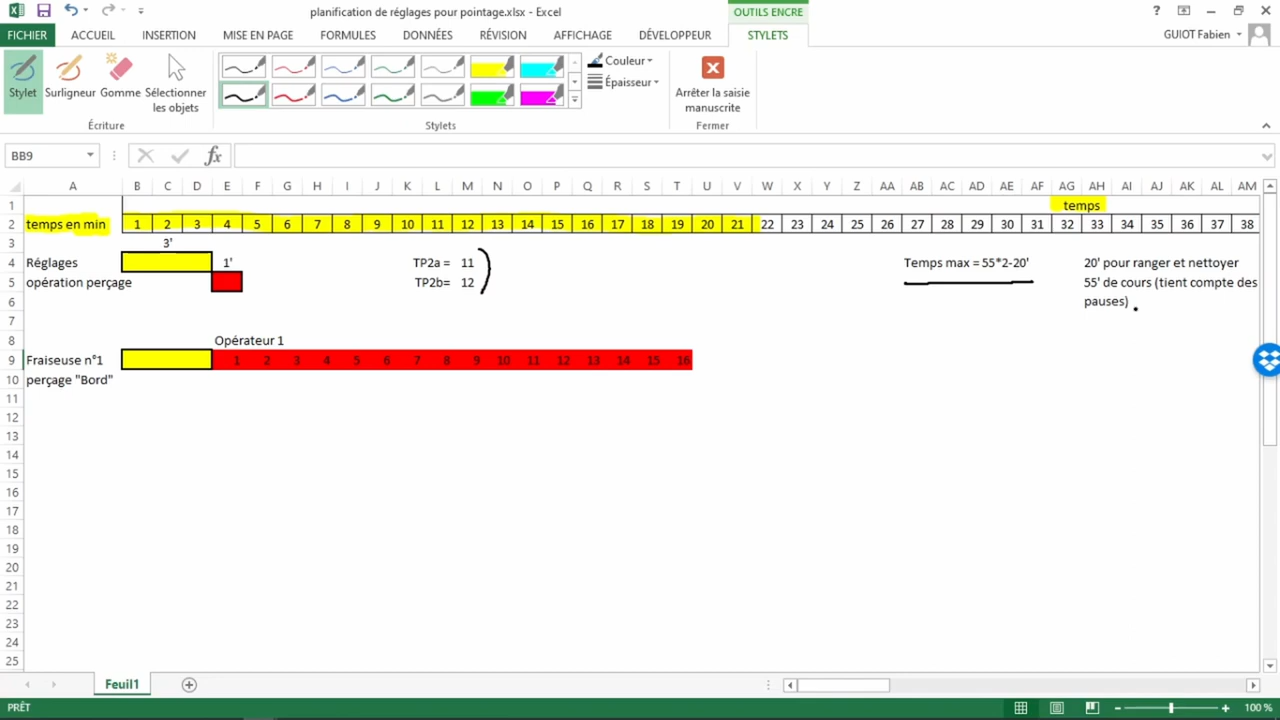 planification de réglages pour pointage.xlsx - Excel
OUTILS ENCRE
?
FICHIER ACCUEIL INSERTION MISE EN PAGE FORMULES DONNÉES RÉVISION AFFICHAGE DÉVELOPPEUR STYLETS GUIOT Fabien
Stylet Surligneur Gomme Sélectionner les objets
Couleur
Épaisseur
Arrêter la saisie manuscrite
Écriture Stylets Fermer
BB9 fx
A B C D E F G H I J K L M N O P Q R S T U V W X Y Z AA AB AC AD AE AF AG AH AI AJ AK AL AM
1 temps
2 temps en min 1 2 3 4 5 6 7 8 9 10 11 12 13 14 15 16 17 18 19 20 21 22 23 24 25 26 27 28 29 30 31 32 33 34 35 36 37 38
3 3'
4 Réglages 1' TP2a = 11 Temps max = 55*2-20' 20' pour ranger et nettoyer
5 opération perçage TP2b= 12 55' de cours (tient compte des
6 pauses)
7
8 Opérateur 1
9 Fraiseuse n°1 1 2 3 4 5 6 7 8 9 10 11 12 13 14 15 16
10 perçage "Bord"
11
12
13
14
15
16
17
18
19
20
21
22
23
24
25
Feuil1
PRÊT 100 %